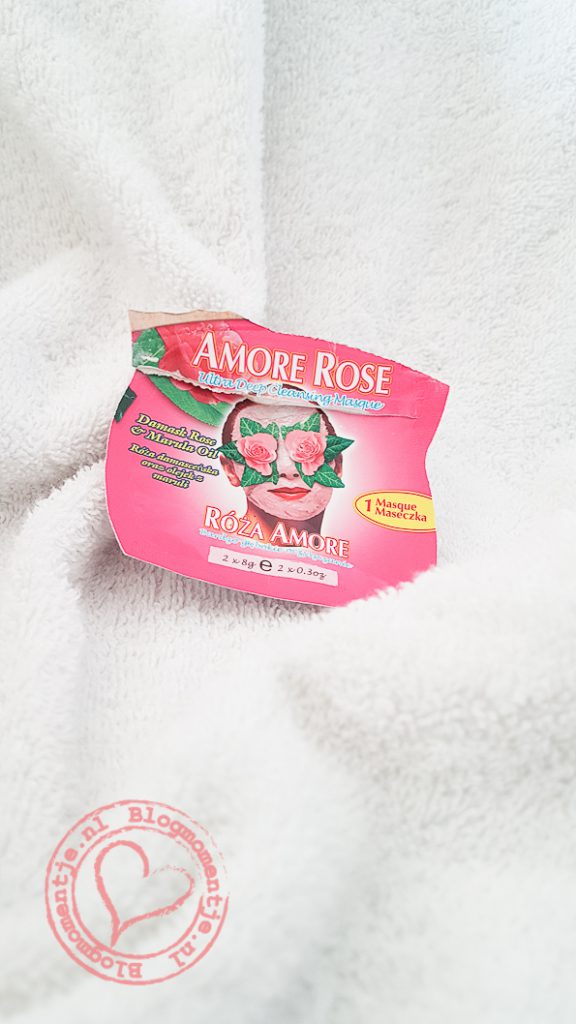 AMORE ROSE
Ultra Deep Cleansing Masque
Damask Rose
& Marula Oil
Róża damasceńska
oraz olejek z
maruli
1 Masque
Maseczka
RÓŻA AMORE
2 x 8g e 2 x 0.3oz
Blogmomentje.nl Blogmomentje.nl